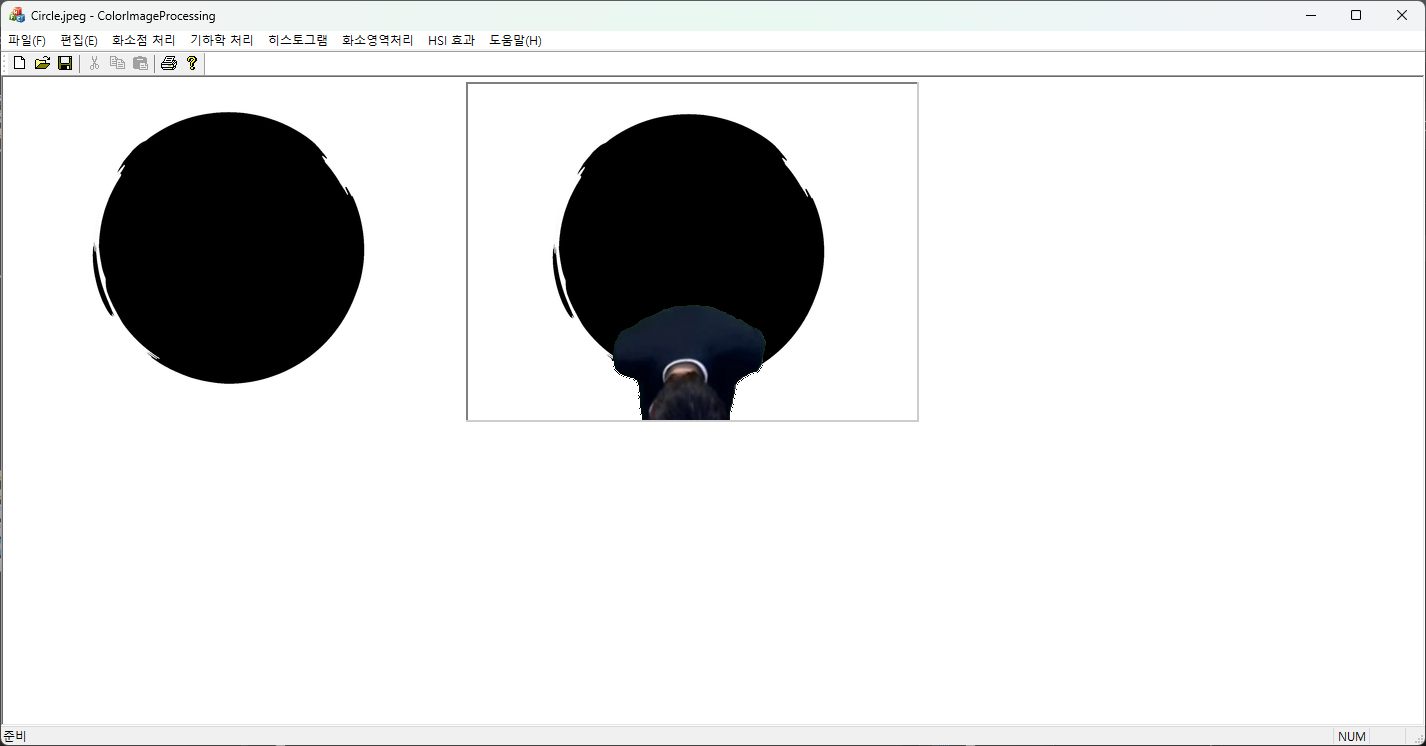 Circle.jpeg - ColorImageProcessing
파일(F) 편집(E) 화소점 처리 기하학 처리 히스토그램 화소영역처리 HSI 효과 도움말(H)
준비 NUM